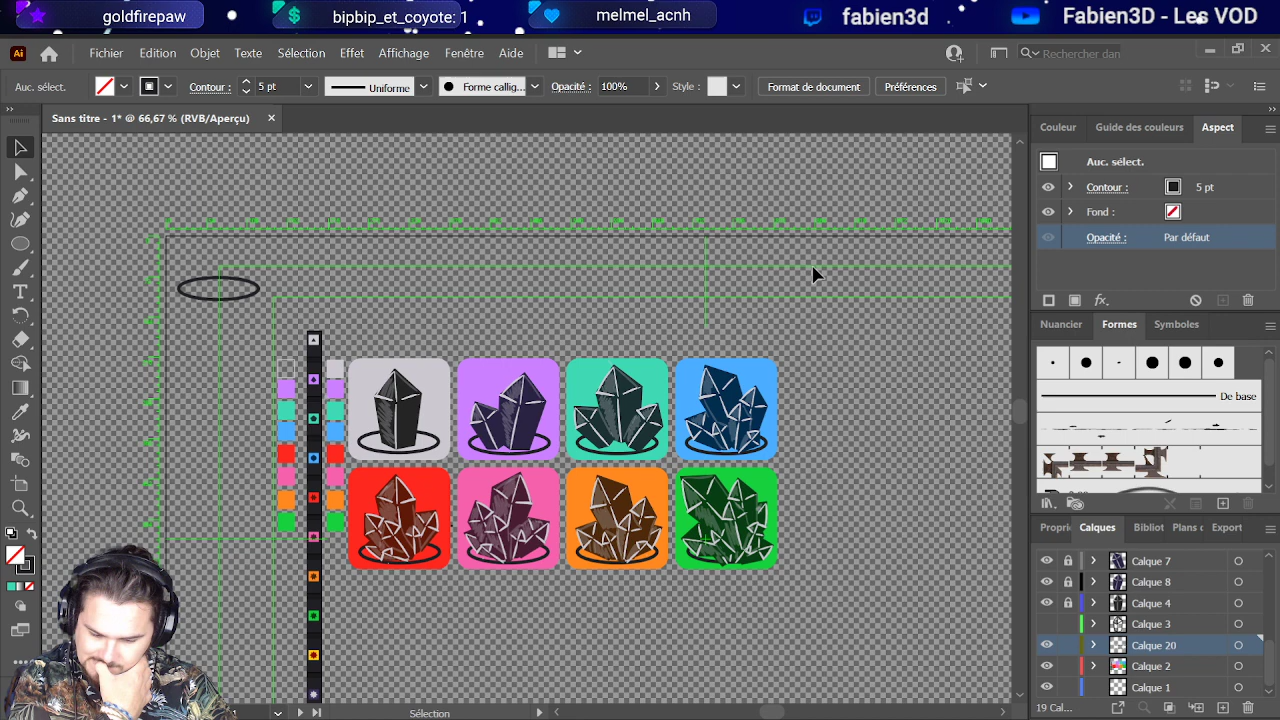 goldfirepaw
bipbip_et_coyote: 1
melmel_acnh
fabien3d
Fabien3D - Les VOD
Ai
Fichier
Edition
Objet
Texte
Sélection
Effet
Affichage
Fenêtre
Aide
Rechercher dan
Auc. sélect.
Contour :
5 pt
Uniforme
Forme callig...
Opacité :
100%
Style :
Format de document
Préférences
Sans titre - 1* @ 66,67 % (RVB/Aperçu)
Couleur
Guide des couleurs
Aspect
Auc. sélect.
Contour :
5 pt
Fond :
Opacité :
Par défaut
fx
Nuancier
Formes
Symboles
De base
Propri
Calques
Bibliot
Plans c
Export
Calque 7
Calque 8
Calque 4
Calque 3
Calque 20
Calque 2
Calque 1
19 Cal...
Sélection